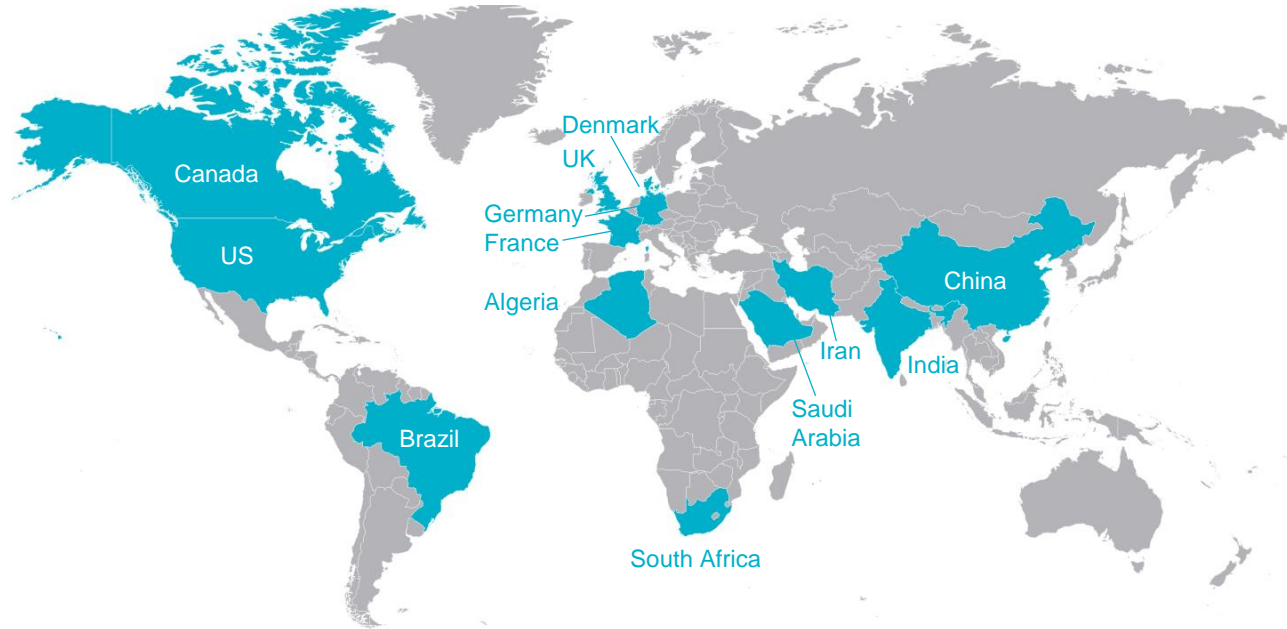 Denmark
UK
Canada
Germany
France
US
China
Algeria
Iran
India
Saudi
Arabia
Brazil
South Africa